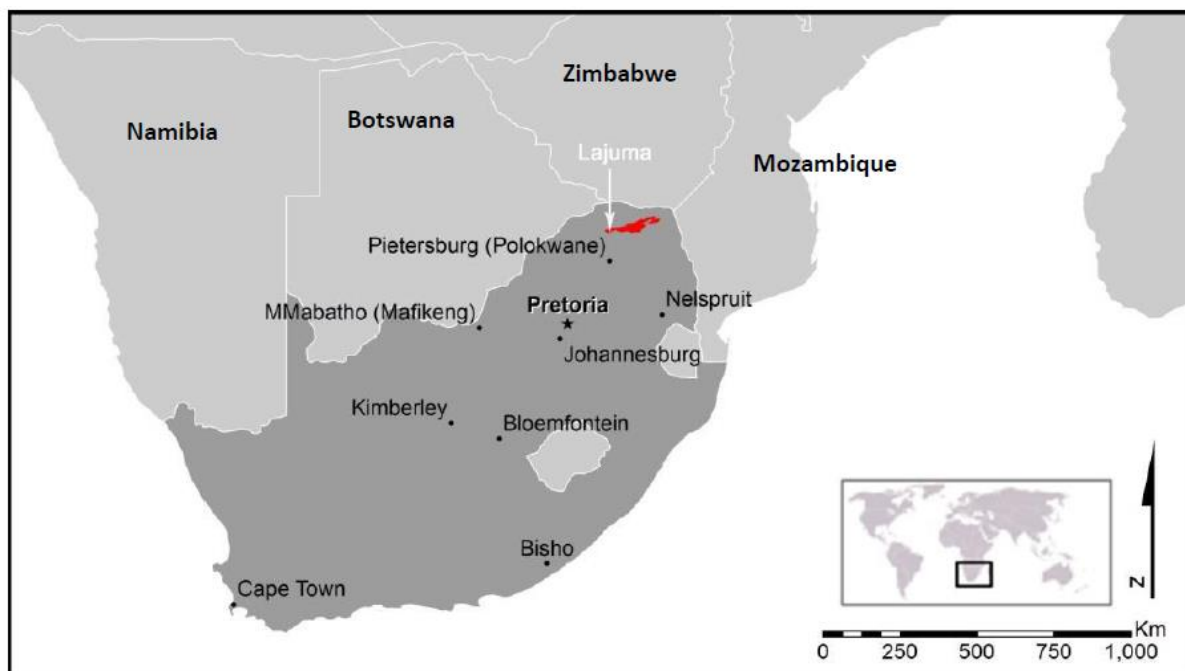 Zimbabwe
Namibia
Botswana
Lajuma
Mozambique
Pietersburg (Polokwane)
MMabatho (Mafikeng)
Pretoria
Nelspruit
Johannesburg
Kimberley
Bloemfontein
Bisho
Cape Town
N
Km
0 250 500 750 1,000